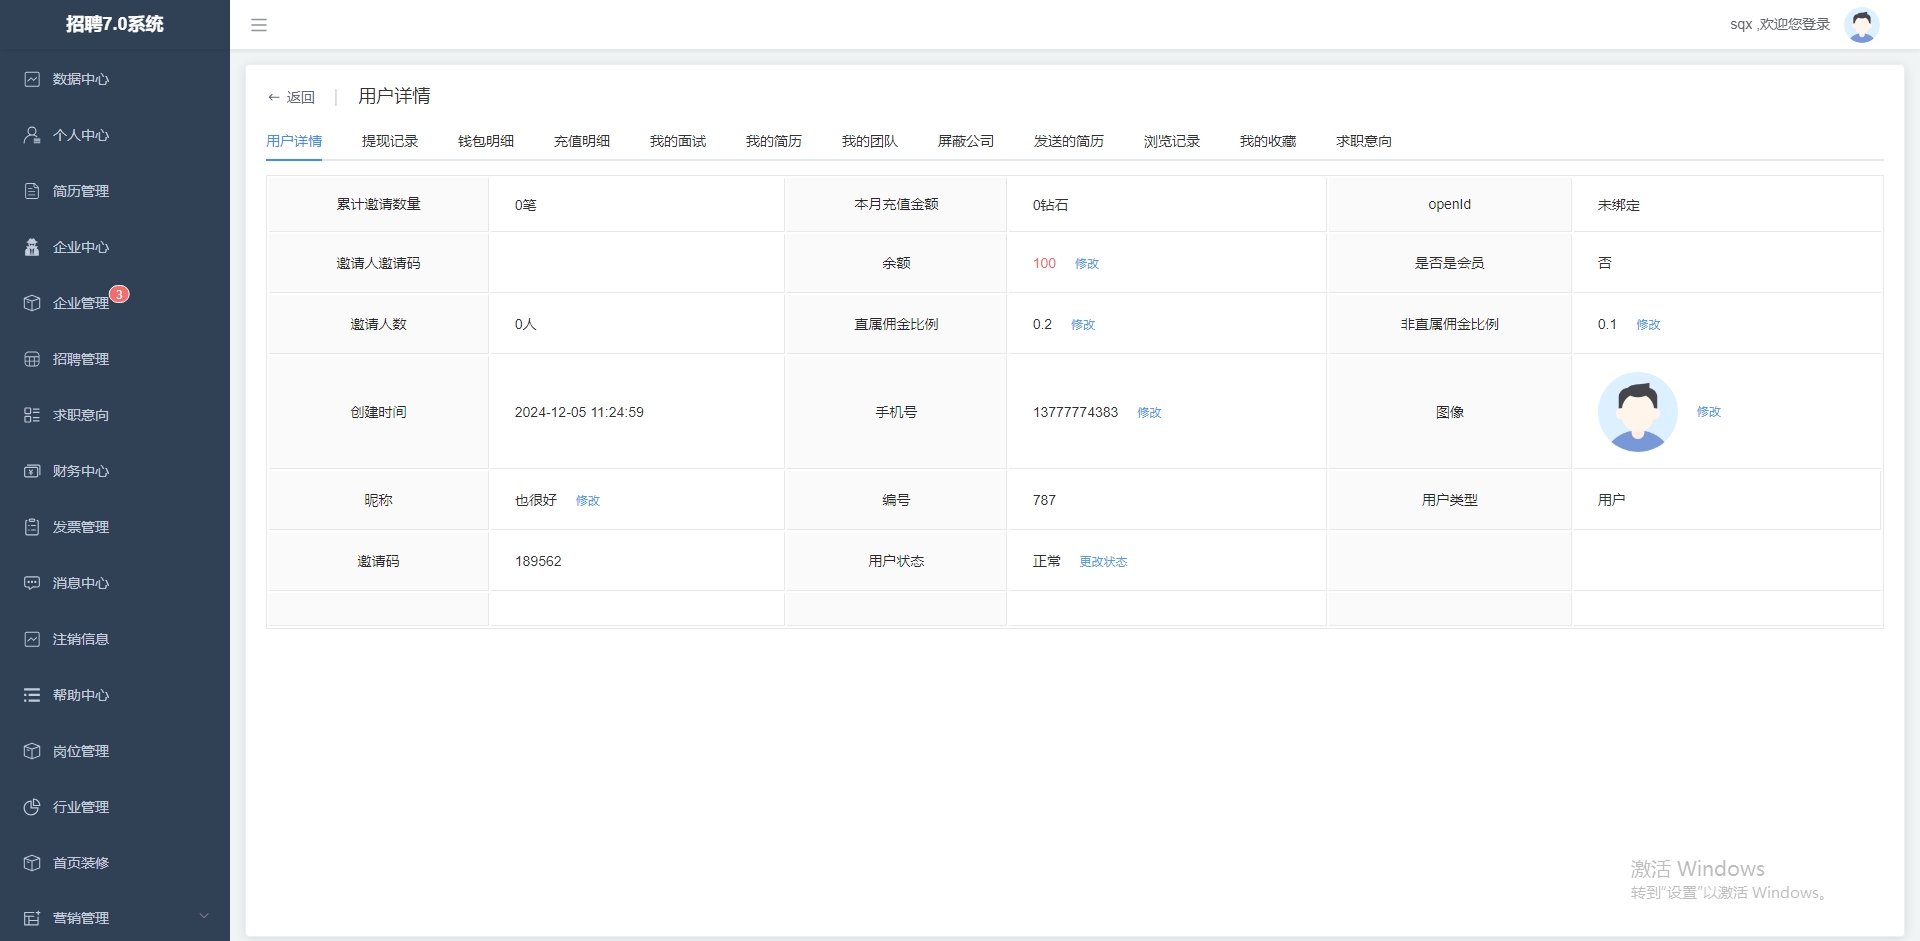 招聘7.0系统
sqx ,欢迎您登录
数据中心
个人中心
简历管理
企业中心
企业管理 3
招聘管理
求职意向
财务中心
发票管理
消息中心
注销信息
帮助中心
岗位管理
行业管理
首页装修
营销管理
← 返回 | 用户详情
用户详情 提现记录 钱包明细 充值明细 我的面试 我的简历 我的团队 屏蔽公司 发送的简历 浏览记录 我的收藏 求职意向
累计邀请数量 0笔 本月充值金额 0钻石 openId 未绑定
邀请人邀请码 余额 100 修改 是否是会员 否
邀请人数 0人 直属佣金比例 0.2 修改 非直属佣金比例 0.1 修改
创建时间 2024-12-05 11:24:59 手机号 13777774383 修改 图像 修改
昵称 也很好 修改 编号 787 用户类型 用户
邀请码 189562 用户状态 正常 更改状态
激活 Windows
转到“设置”以激活 Windows。